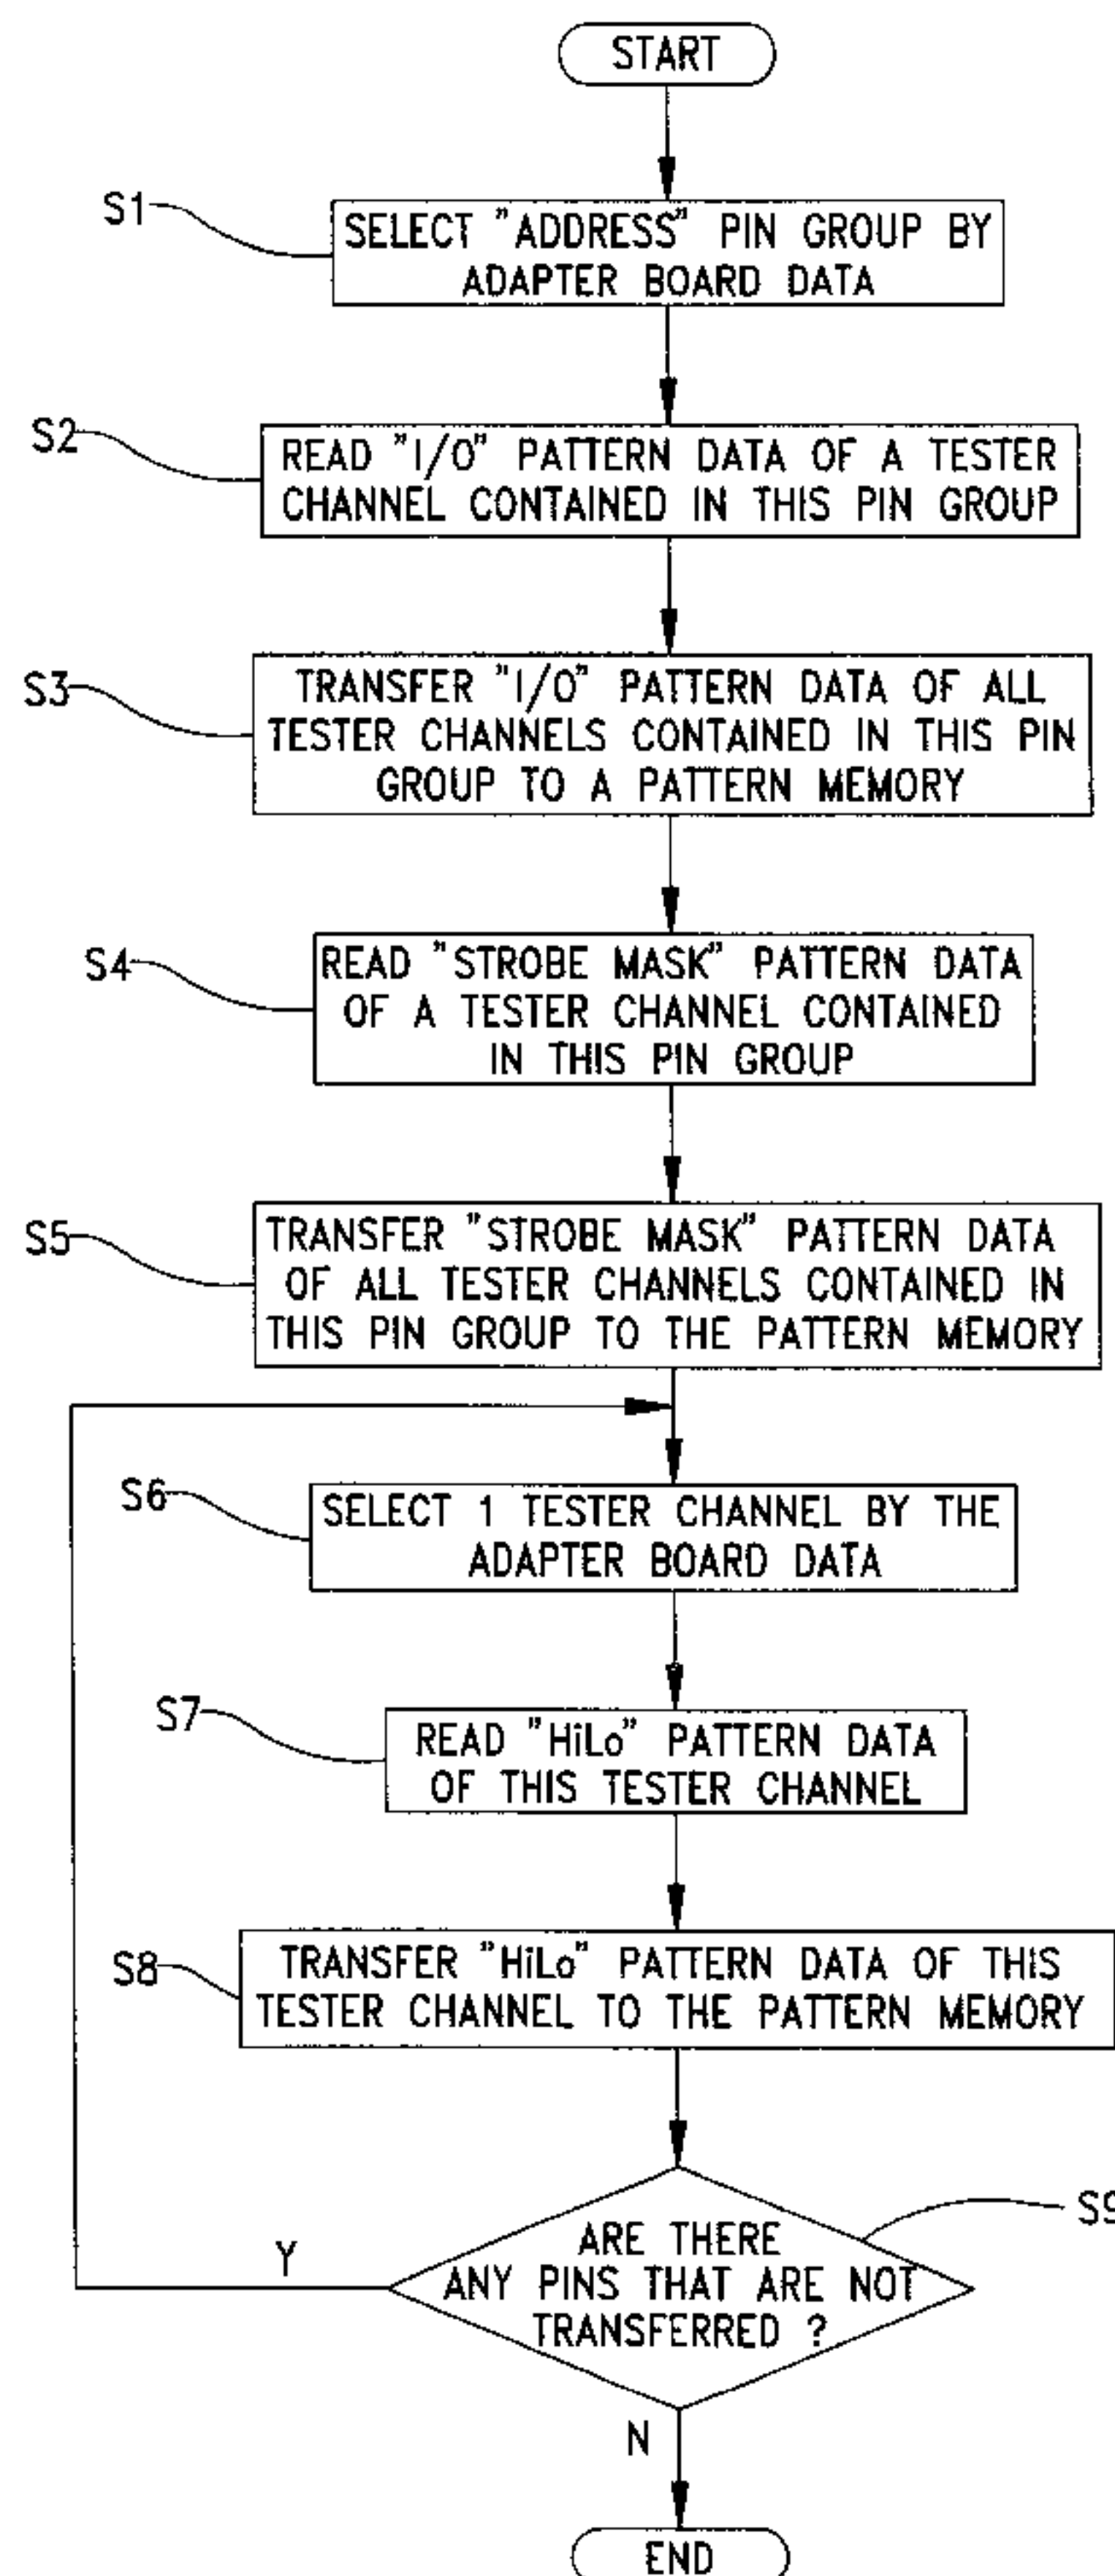 START
S1
SELECT "ADDRESS" PIN GROUP BY
ADAPTER BOARD DATA
S2
READ "I/O" PATTERN DATA OF A TESTER
CHANNEL CONTAINED IN THIS PIN GROUP
S3
TRANSFER "I/O" PATTERN DATA OF ALL
TESTER CHANNELS CONTAINED IN THIS PIN
GROUP TO A PATTERN MEMORY
S4
READ "STROBE MASK" PATTERN DATA
OF A TESTER CHANNEL CONTAINED
IN THIS PIN GROUP
S5
TRANSFER "STROBE MASK" PATTERN DATA
OF ALL TESTER CHANNELS CONTAINED IN
THIS PIN GROUP TO THE PATTERN MEMORY
S6
SELECT 1 TESTER CHANNEL BY THE
ADAPTER BOARD DATA
S7
READ "HiLo" PATTERN DATA
OF THIS TESTER CHANNEL
S8
TRANSFER "HiLo" PATTERN DATA OF THIS
TESTER CHANNEL TO THE PATTERN MEMORY
S9
ARE THERE
ANY PINS THAT ARE NOT
TRANSFERRED ?
Y
N
END